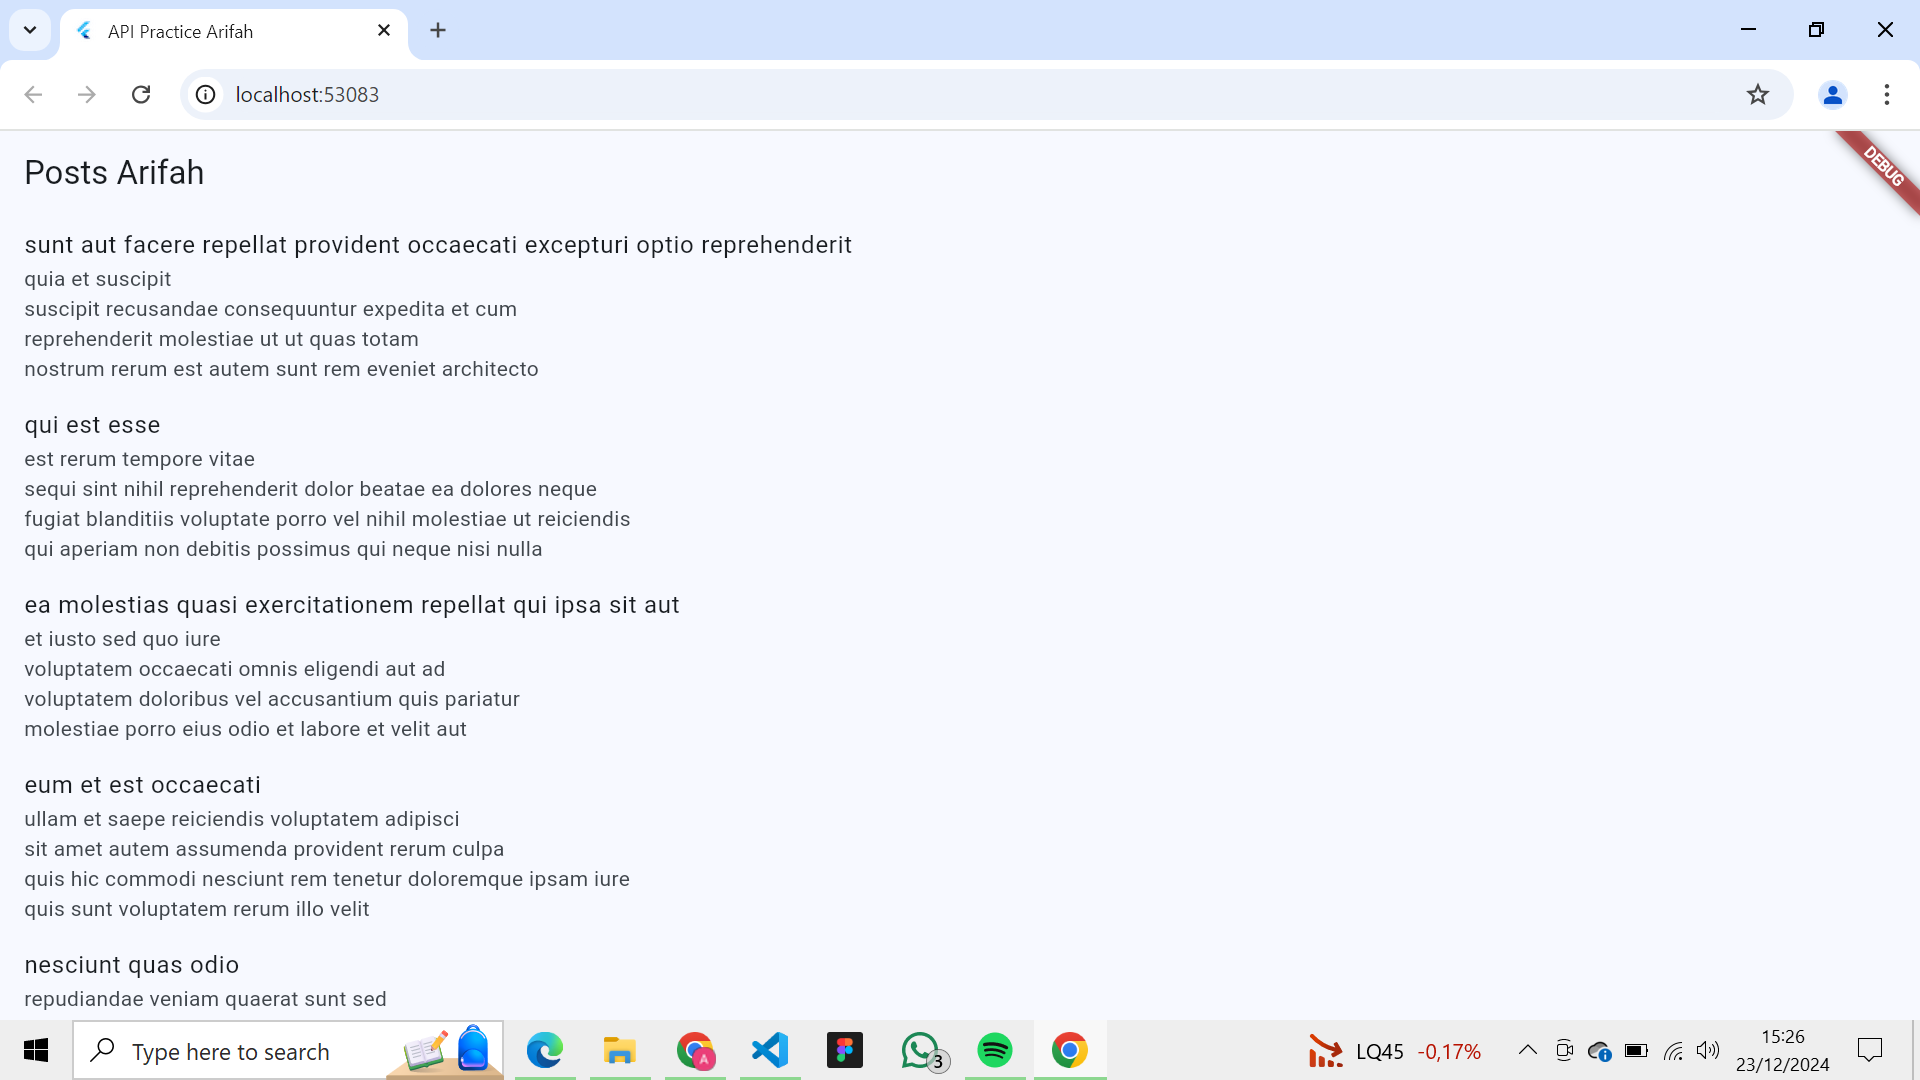 API Practice Arifah
localhost:53083
DEBUG
Posts Arifah
sunt aut facere repellat provident occaecati excepturi optio reprehenderit
quia et suscipit
suscipit recusandae consequuntur expedita et cum
reprehenderit molestiae ut ut quas totam
nostrum rerum est autem sunt rem eveniet architecto
qui est esse
est rerum tempore vitae
sequi sint nihil reprehenderit dolor beatae ea dolores neque
fugiat blanditiis voluptate porro vel nihil molestiae ut reiciendis
qui aperiam non debitis possimus qui neque nisi nulla
ea molestias quasi exercitationem repellat qui ipsa sit aut
et iusto sed quo iure
voluptatem occaecati omnis eligendi aut ad
voluptatem doloribus vel accusantium quis pariatur
molestiae porro eius odio et labore et velit aut
eum et est occaecati
ullam et saepe reiciendis voluptatem adipisci
sit amet autem assumenda provident rerum culpa
quis hic commodi nesciunt rem tenetur doloremque ipsam iure
quis sunt voluptatem rerum illo velit
nesciunt quas odio
repudiandae veniam quaerat sunt sed
Type here to search
A
3
LQ45 -0,17%
15:26
23/12/2024